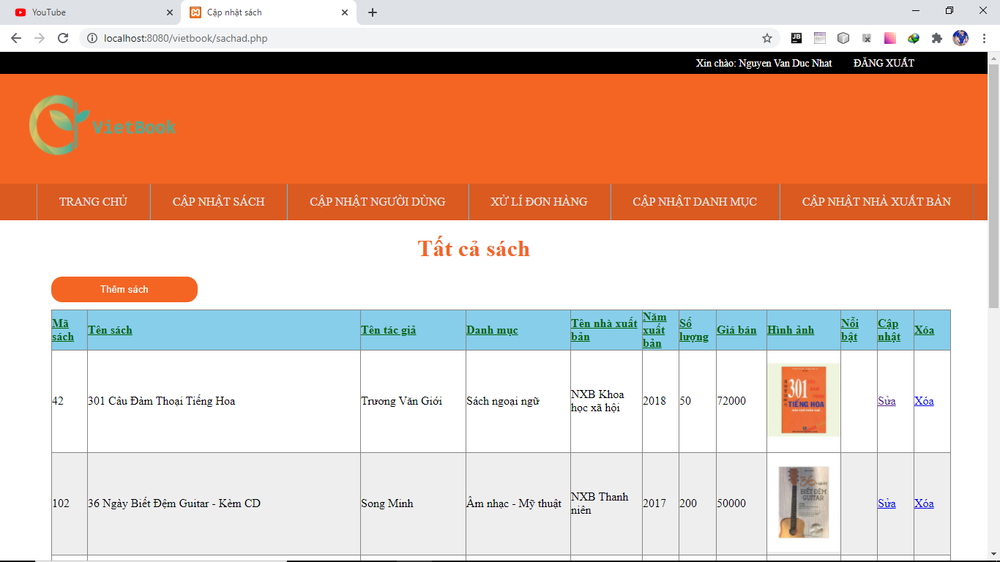 YouTube
Cập nhật sách
localhost:8080/vietbook/sachad.php
Xin chào: Nguyen Van Duc Nhat ĐĂNG XUẤT
VietBook
TRANG CHỦ CẬP NHẬT SÁCH CẬP NHẬT NGƯỜI DÙNG XỬ LÍ ĐƠN HÀNG CẬP NHẬT DANH MỤC CẬP NHẬT NHÀ XUẤT BẢN
Tất cả sách
Thêm sách
Mã sách Tên sách Tên tác giả Danh mục Tên nhà xuất bản Năm xuất bản Số lượng Giá bán Hình ảnh Nỗi bật Cập nhật Xóa
42 301 Câu Đàm Thoại Tiếng Hoa Trương Văn Giới Sách ngoại ngữ NXB Khoa học xã hội 2018 50 72000 Sửa Xóa
301
TIẾNG HOA
102 36 Ngày Biết Đệm Guitar - Kèm CD Song Minh Âm nhạc - Mỹ thuật NXB Thanh niên 2017 200 50000 Sửa Xóa
36 NGÀY
BIẾT ĐỆM
GUITAR